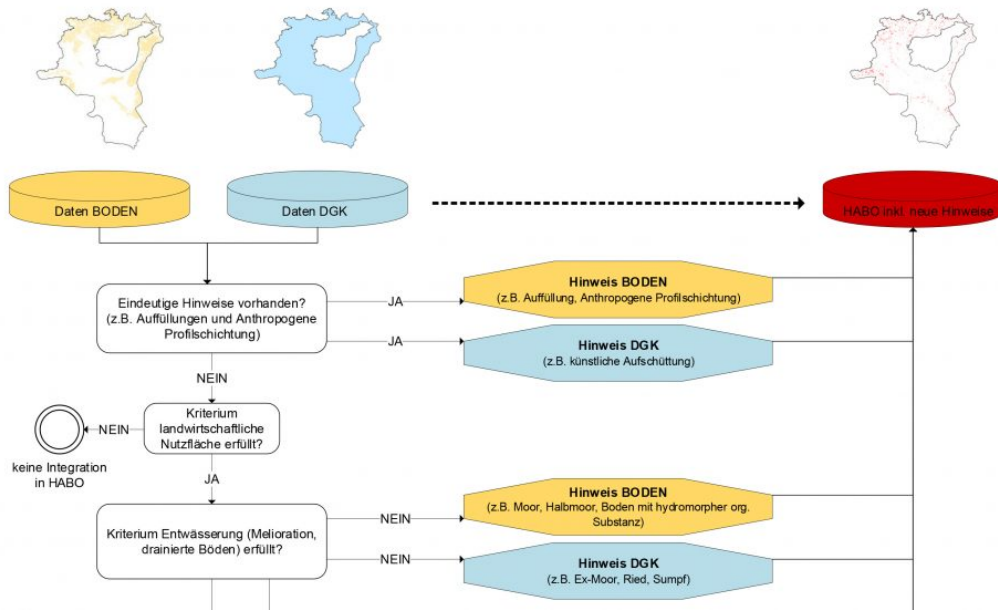 Daten BODEN
Daten DGK
HABO inkl. neue Hinweise
Eindeutige Hinweise vorhanden?
(z.B. Auffüllungen und Anthropogene
Profilschichtung)
JA
Hinweis BODEN
(z.B. Auffüllung, Anthropogene Profilschichtung)
JA
Hinweis DGK
(z.B. künstliche Aufschüttung)
NEIN
Kriterium
landwirtschaftliche
Nutzfläche erfüllt?
NEIN
keine Integration
in HABO
JA
Kriterium Entwässerung (Melioration,
drainierte Böden) erfüllt?
NEIN
Hinweis BODEN
(z.B. Moor, Halbmoor, Boden mit hydromorpher org.
Substanz)
NEIN
Hinweis DGK
(z.B. Ex-Moor, Ried, Sumpf)